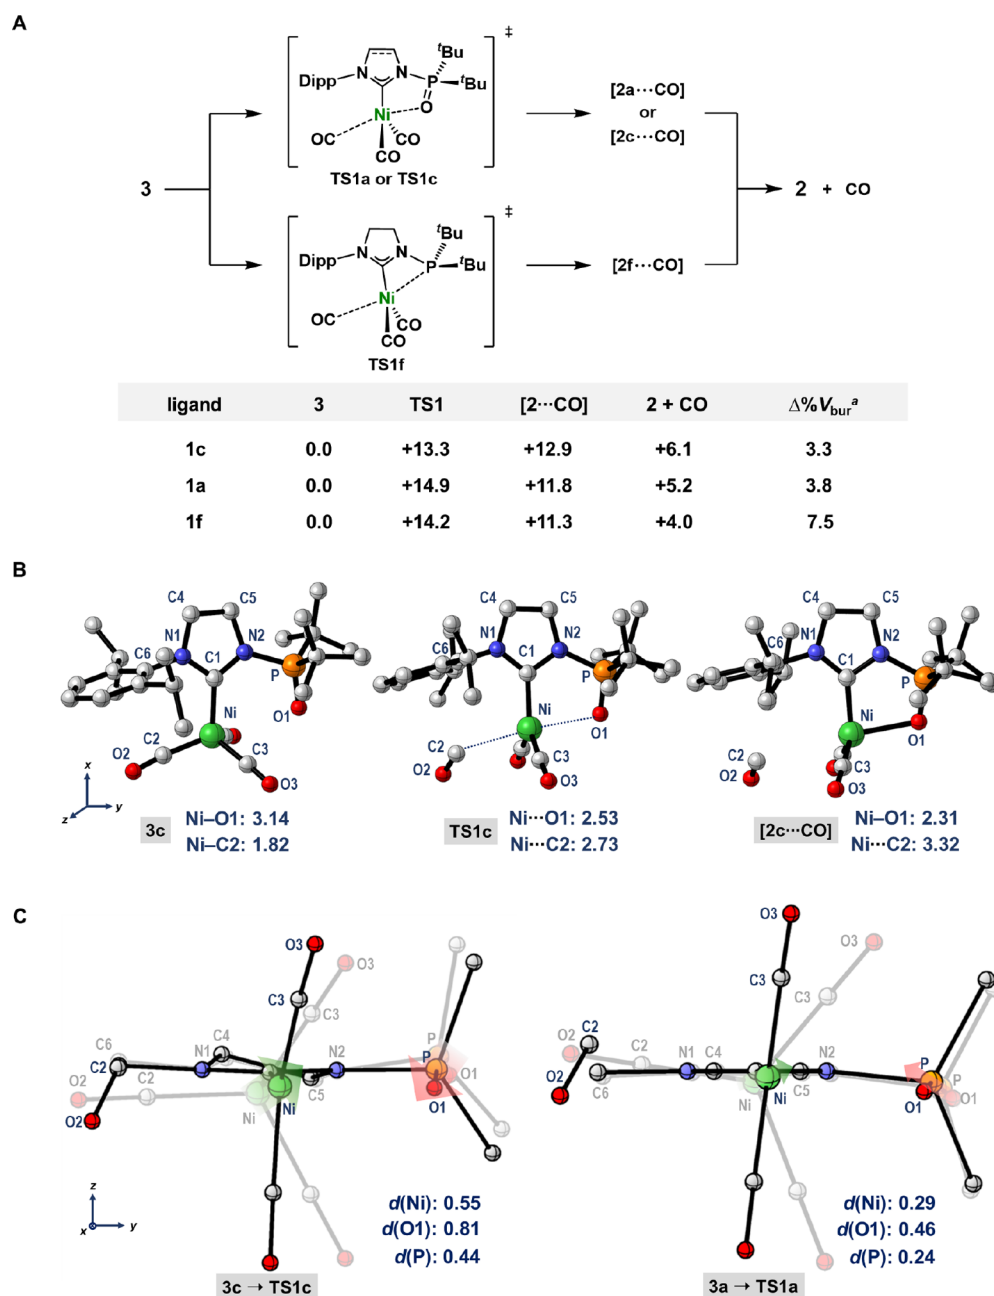 A
‡
Dipp N N P tBu tBu O
Ni
OC CO CO
TS1a or TS1c
[2a···CO]
or
[2c···CO]
3
2 + CO
‡
Dipp N N P tBu tBu
Ni
OC CO CO
TS1f
[2f···CO]
ligand 3 TS1 [2···CO] 2 + CO Δ%Vbur^a
1c 0.0 +13.3 +12.9 +6.1 3.3
1a 0.0 +14.9 +11.8 +5.2 3.8
1f 0.0 +14.2 +11.3 +4.0 7.5
B
C4 C5
N1 N2
C6 C1 P
Ni O1
C2 C3
O2 O3
x y z
3c
Ni–O1: 3.14
Ni–C2: 1.82
C4 C5
N1 N2
C6 C1 P
Ni O1
C2 C3
O2 O3
TS1c
Ni···O1: 2.53
Ni···C2: 2.73
C4 C5
C6 N1 N2
C1 P
Ni O1
C2 C3
O2 O3
[2c···CO]
Ni–O1: 2.31
Ni···C2: 3.32
C
O3 O3
C3 C3
C6 N1 C4 N2 P
C2 P O1
O2 C2 Ni C5 O1
O2 Ni
z x y
d(Ni): 0.55
d(O1): 0.81
d(P): 0.44
3c → TS1c
O3 O3
C3 C3
C2
O2 C2 N1 C4 N2 P
C6 C5 P
O2 Ni Ni O1 O1
d(Ni): 0.29
d(O1): 0.46
d(P): 0.24
3a → TS1a